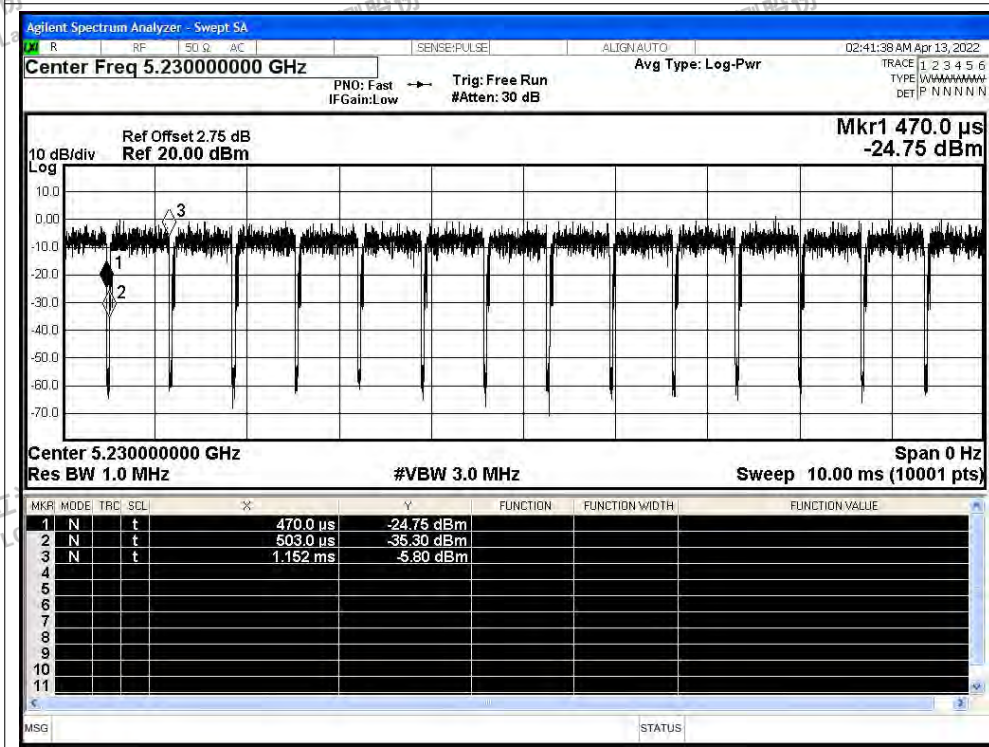 Agilent Spectrum Analyzer - Swept SA
R RF 50 Ω AC SENSE:PULSE ALIGN AUTO 02:41:38 AM Apr 13, 2022
Center Freq 5.230000000 GHz
Avg Type: Log-Pwr
TRACE 1 2 3 4 5 6
TYPE
DET P N N N N N
PNO: Fast
IFGain:Low
Trig: Free Run
#Atten: 30 dB
Mkr1 470.0 µs
-24.75 dBm
Ref Offset 2.75 dB
10 dB/div Ref 20.00 dBm
Log
10.0
0.00
-10.0
-20.0
-30.0
-40.0
-50.0
-60.0
-70.0
3
1
2
Center 5.230000000 GHz Span 0 Hz
Res BW 1.0 MHz #VBW 3.0 MHz Sweep 10.00 ms (10001 pts)
MKR MODE TRC SCL X Y FUNCTION FUNCTION WIDTH FUNCTION VALUE
1 N t 470.0 µs -24.75 dBm
2 N t 503.0 µs -35.30 dBm
3 N t 1.152 ms -5.80 dBm
4
5
6
7
8
9
10
11
MSG STATUS